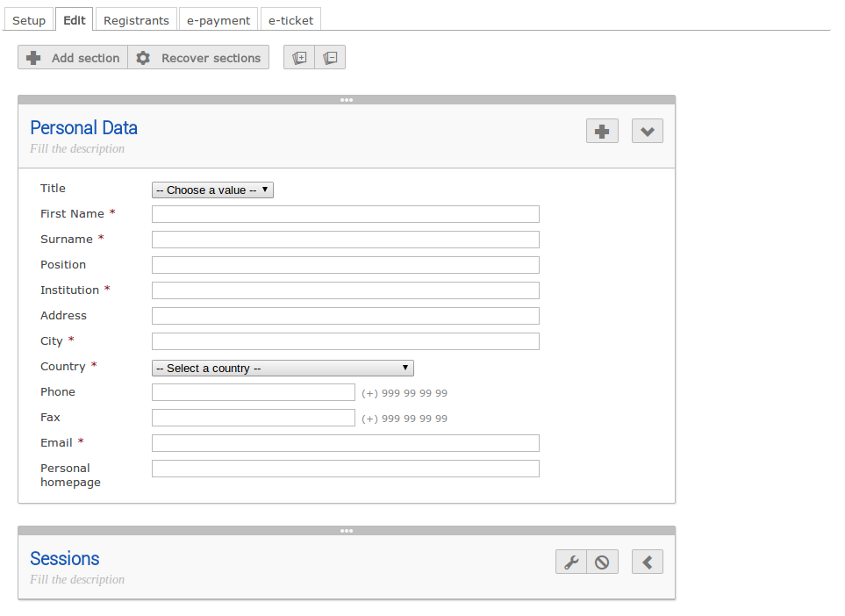 Setup Edit Registrants e-payment e-ticket
Add section Recover sections
Personal Data
Fill the description
Title -- Choose a value --
First Name *
Surname *
Position
Institution *
Address
City *
Country * -- Select a country --
Phone (+) 999 99 99 99
Fax (+) 999 99 99 99
Email *
Personal
homepage
Sessions
Fill the description